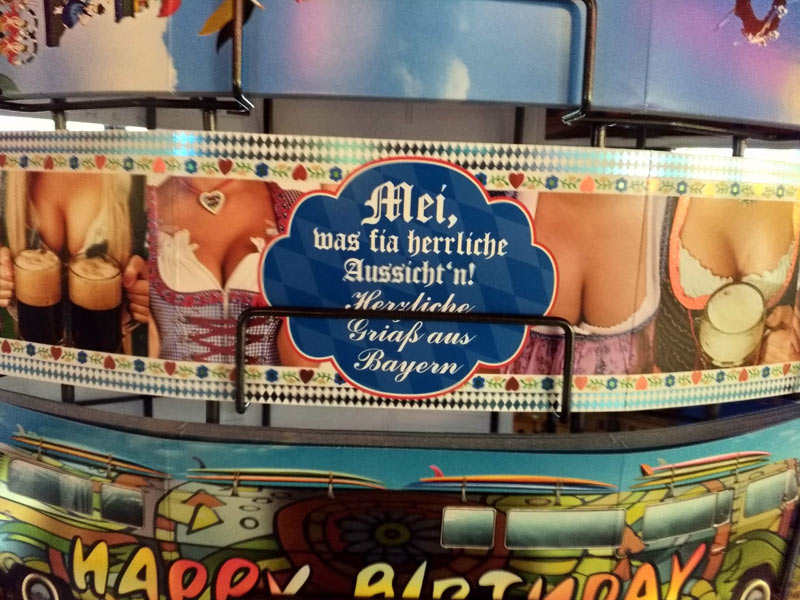 Mei,
was fia herrliche
Aussicht'n!
Herzliche
Griaß aus
Bayern
HAPPY BIRTHDAY